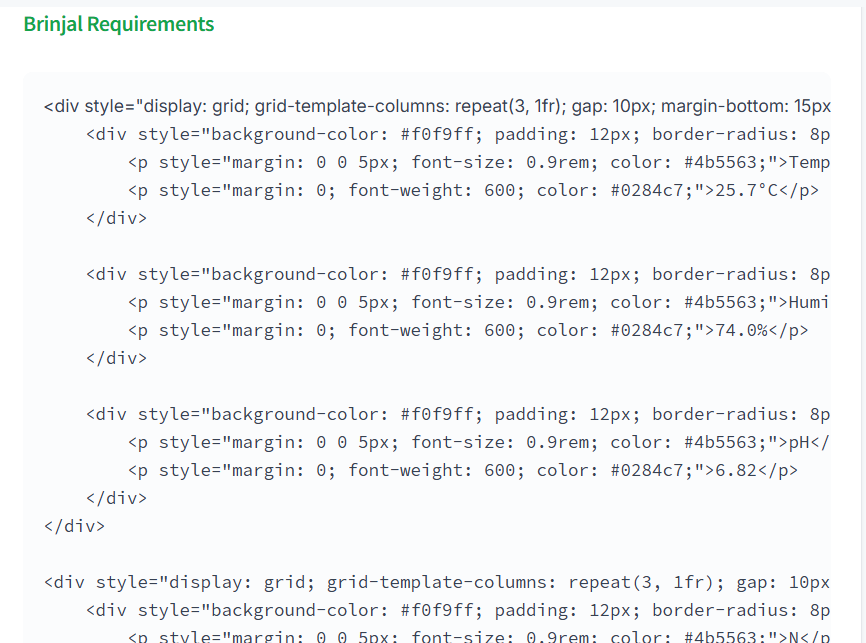 Brinjal Requirements
<div style="display: grid; grid-template-columns: repeat(3, 1fr); gap: 10px; margin-bottom: 15px
<div style="background-color: #f0f9ff; padding: 12px; border-radius: 8p
<p style="margin: 0 0 5px; font-size: 0.9rem; color: #4b5563;">Temp
<p style="margin: 0; font-weight: 600; color: #0284c7;">25.7°C</p>
</div>
<div style="background-color: #f0f9ff; padding: 12px; border-radius: 8p
<p style="margin: 0 0 5px; font-size: 0.9rem; color: #4b5563;">Humi
<p style="margin: 0; font-weight: 600; color: #0284c7;">74.0%</p>
</div>
<div style="background-color: #f0f9ff; padding: 12px; border-radius: 8p
<p style="margin: 0 0 5px; font-size: 0.9rem; color: #4b5563;">pH</
<p style="margin: 0; font-weight: 600; color: #0284c7;">6.82</p>
</div>
</div>
<div style="display: grid; grid-template-columns: repeat(3, 1fr); gap: 10px
<div style="background-color: #f0f9ff; padding: 12px; border-radius: 8p
<p style="margin: 0 0 5px; font-size: 0.9rem; color: #4b5563;">N</p